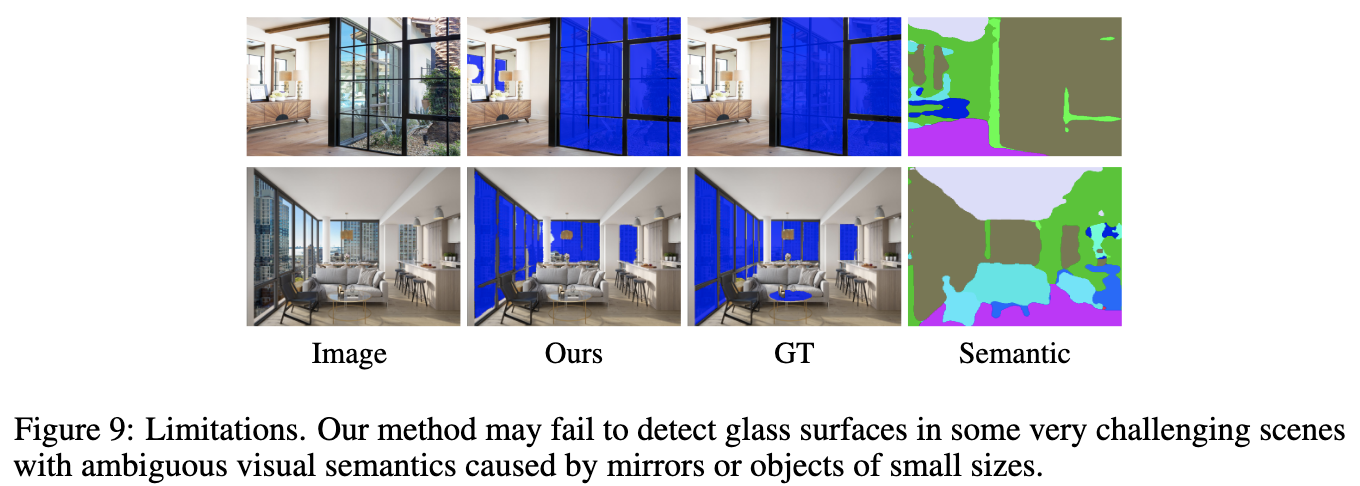 Image Ours GT Semantic
Figure 9: Limitations. Our method may fail to detect glass surfaces in some very challenging scenes
with ambiguous visual semantics caused by mirrors or objects of small sizes.